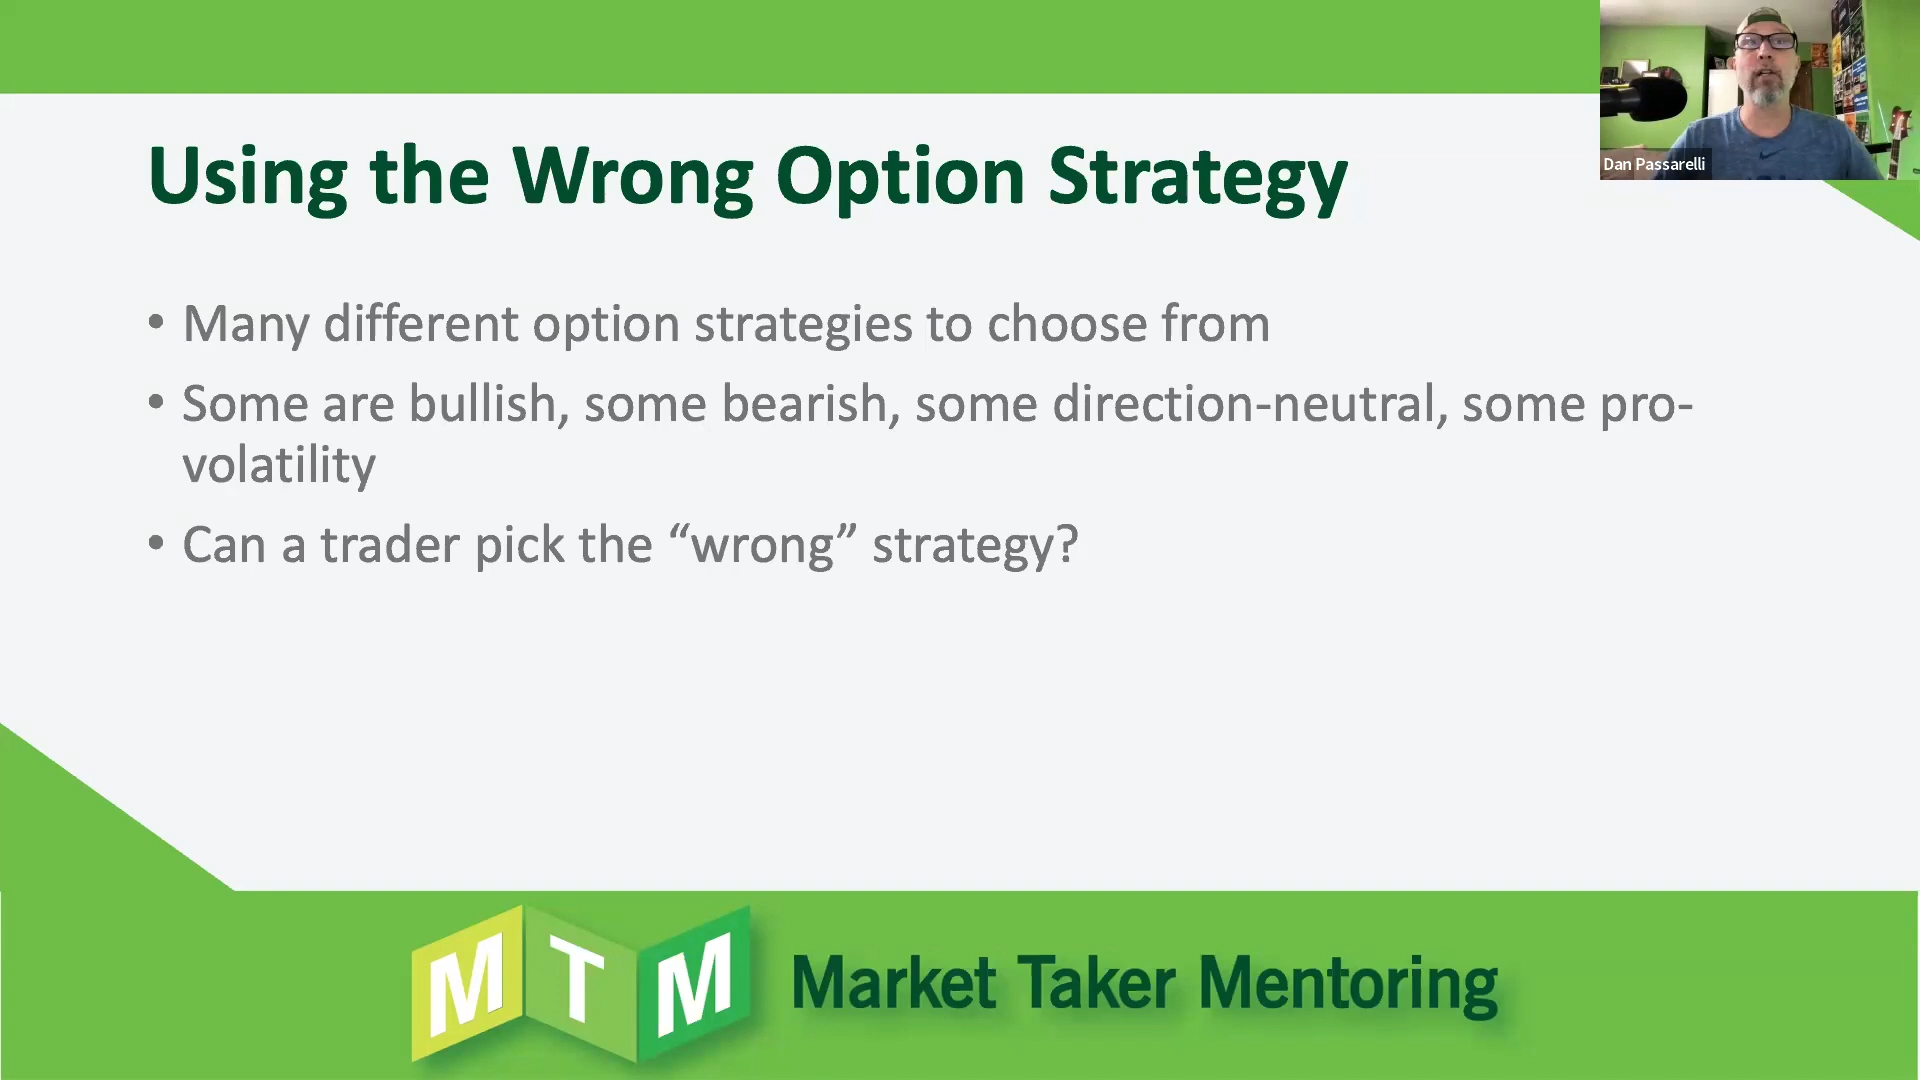 Dan Passarelli
Using the Wrong Option Strategy
• Many different option strategies to choose from
• Some are bullish, some bearish, some direction-neutral, some pro-
volatility
• Can a trader pick the “wrong” strategy?
MTM Market Taker Mentoring